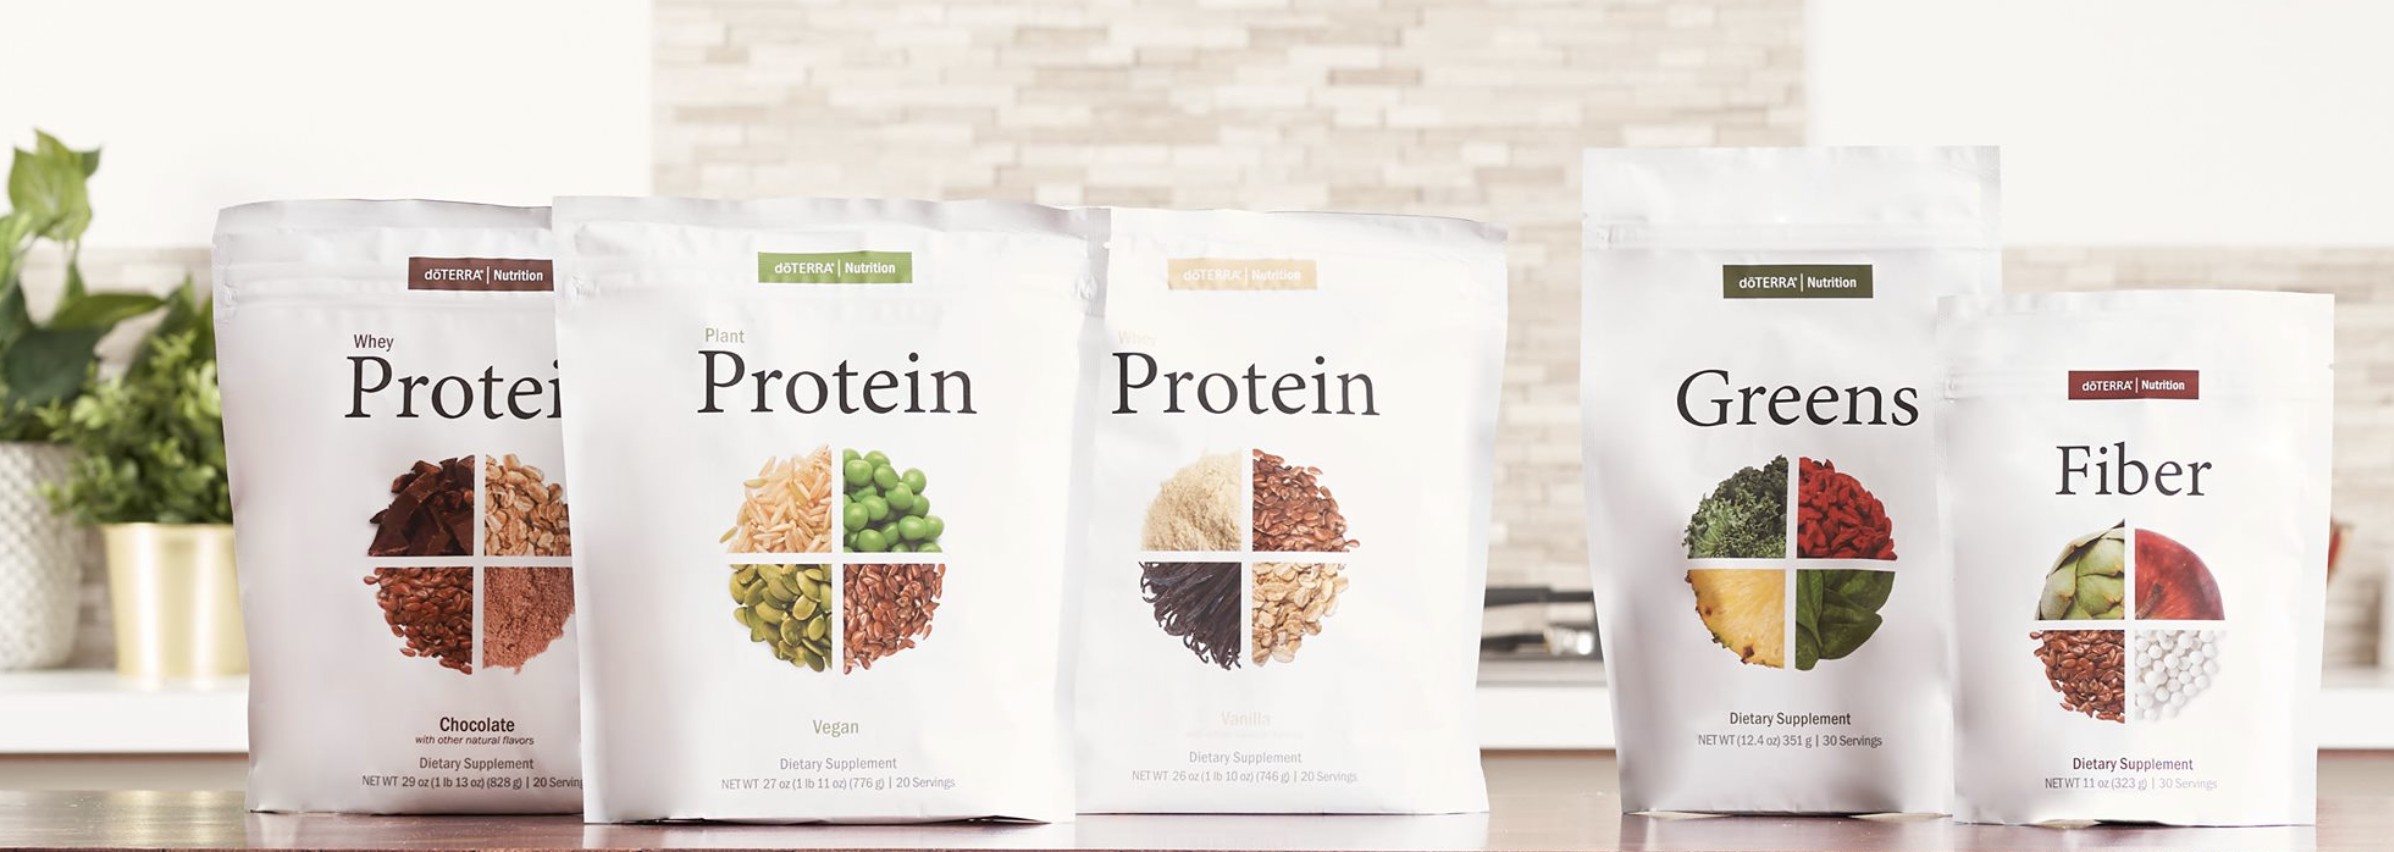 dōTERRA® | Nutrition
Whey
Protei
Chocolate
with other natural flavors
Dietary Supplement
NET WT 29 oz (1 lb 13 oz) (828 g) | 20 Serving
dōTERRA® | Nutrition
Plant
Protein
Vegan
Dietary Supplement
NET WT 27 oz (1 lb 11 oz) (776 g) | 20 Servings
dōTERRA® | Nutrition
Whey
Protein
Vanilla
Dietary Supplement
NET WT 26 oz (1 lb 10 oz) (746 g) | 20 Servings
dōTERRA® | Nutrition
Greens
Dietary Supplement
NET WT (12.4 oz) 351 g | 30 Servings
dōTERRA® | Nutrition
Fiber
Dietary Supplement
NET WT 11 oz (323 g) | 30 Servings